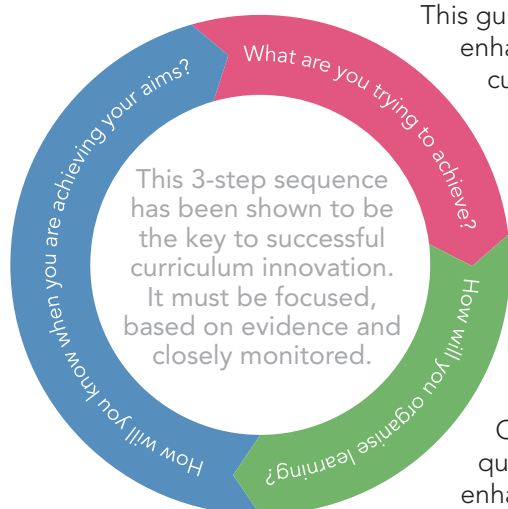 This gu
enha
cu
What are you trying to achieve?
How will you organise learning?
How will you know when you are achieving your aims?
This 3-step sequence
has been shown to be
the key to successful
curriculum innovation.
It must be focused,
based on evidence and
closely monitored.
qu
enha